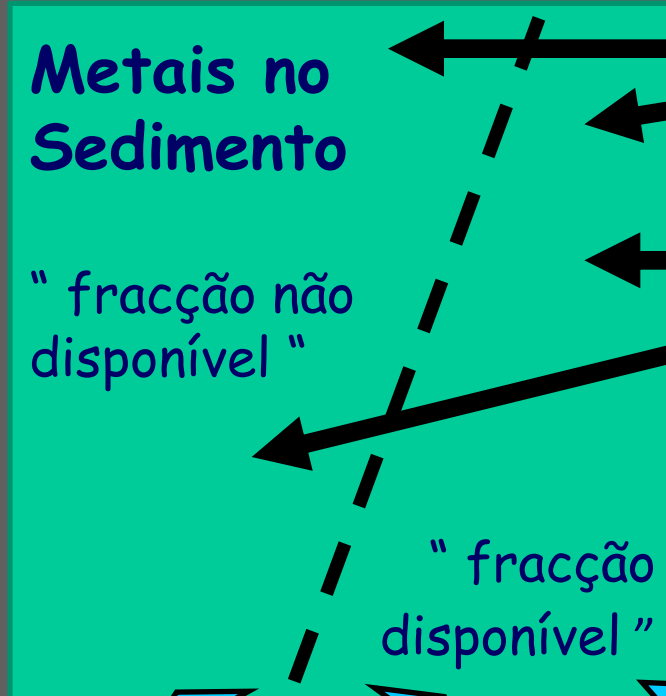 Metais no
Sedimento
“ fracção não
disponível “
“ fracção
disponível ”